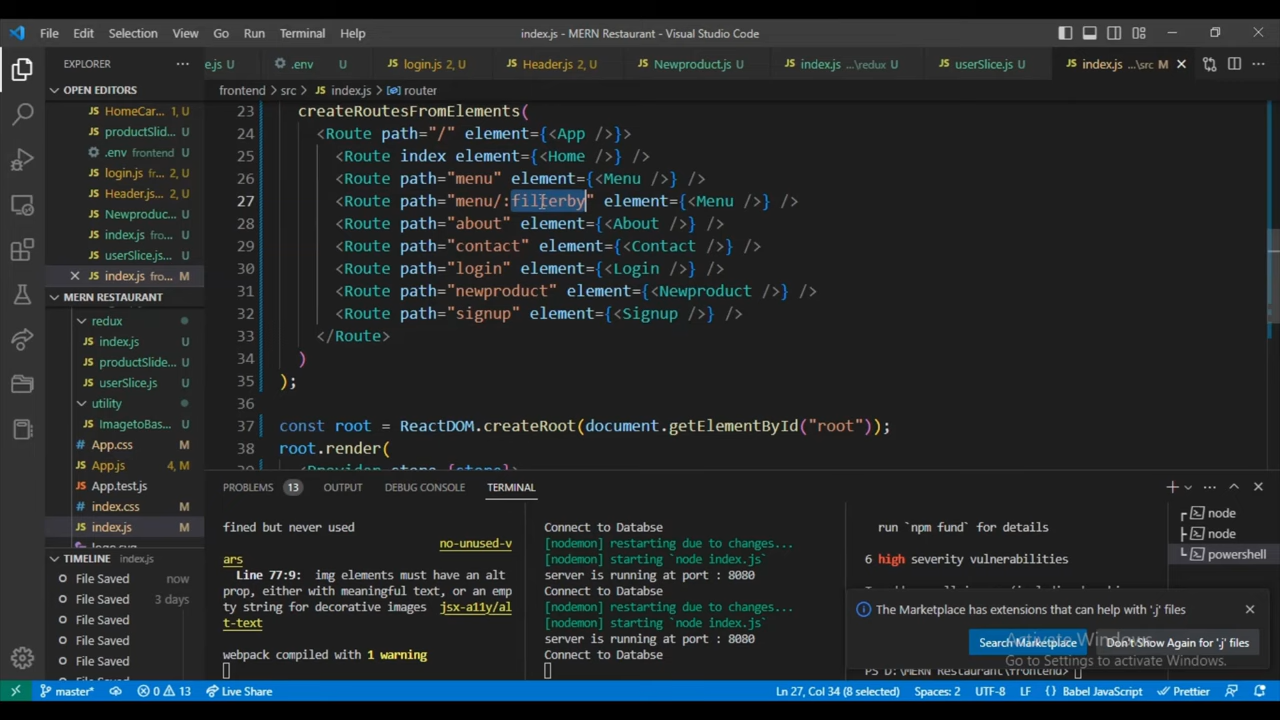 File Edit Selection View Go Run Terminal Help
index.js - MERN Restaurant - Visual Studio Code
EXPLORER
e.js U
.env U
login.js 2, U
Header.js 2, U
Newproduct.js U
index.js ...\redux U
userSlice.js U
index.js ...\src M
OPEN EDITORS
HomeCar... 1, U
productSlid... U
.env frontend U
login.js fro... 2, U
Header.js... 2, U
index.js fron... U
userSlice.js... U
index.js fro... M
MERN RESTAURANT
redux
index.js U
productSlide... U
userSlice.js U
utility
ImagetoBas... U
App.css M
App.js 4, M
App.test.js
index.css M
index.js M
TIMELINE index.js
File Saved now
File Saved 3 days
File Saved
File Saved
File Saved
frontend > src > index.js > router
23 createRoutesFromElements(
24 <Route path="/" element={<App />}>
25 <Route index element={<Home />} />
26 <Route path="menu" element={<Menu />} />
27 <Route path="menu/:filterby" element={<Menu />} />
28 <Route path="about" element={<About />} />
29 <Route path="contact" element={<Contact />} />
30 <Route path="login" element={<Login />} />
31 <Route path="newproduct" element={<Newproduct />} />
32 <Route path="signup" element={<Signup />} />
33 </Route>
34 )
35 );
36
37 const root = ReactDOM.createRoot(document.getElementById("root"));
38 root.render(
<Provider store={store}>
PROBLEMS 13 OUTPUT DEBUG CONSOLE TERMINAL
fined but never used
no-unused-v
ars
Line 77:9: img elements must have an alt
prop, either with meaningful text, or an emp
ty string for decorative images jsx-a11y/al
t-text
webpack compiled with 1 warning
Connect to Databse
[nodemon] restarting due to changes...
[nodemon] starting `node index.js`
server is running at port : 8080
Connect to Databse
[nodemon] restarting due to changes...
[nodemon] starting `node index.js`
server is running at port : 8080
Connect to Databse
run `npm fund` for details
6 high severity vulnerabilities
node
node
powershell
The Marketplace has extensions that can help with '.j' files
Search Marketplace
Don't Show Again for '.j' files
Activate Windows
Go to Settings to activate Windows.
PS D:\MERN Restaurant\frontend>
master* 0 13 Live Share
Ln 27, Col 34 (8 selected) Spaces: 2 UTF-8 LF {} Babel JavaScript Prettier